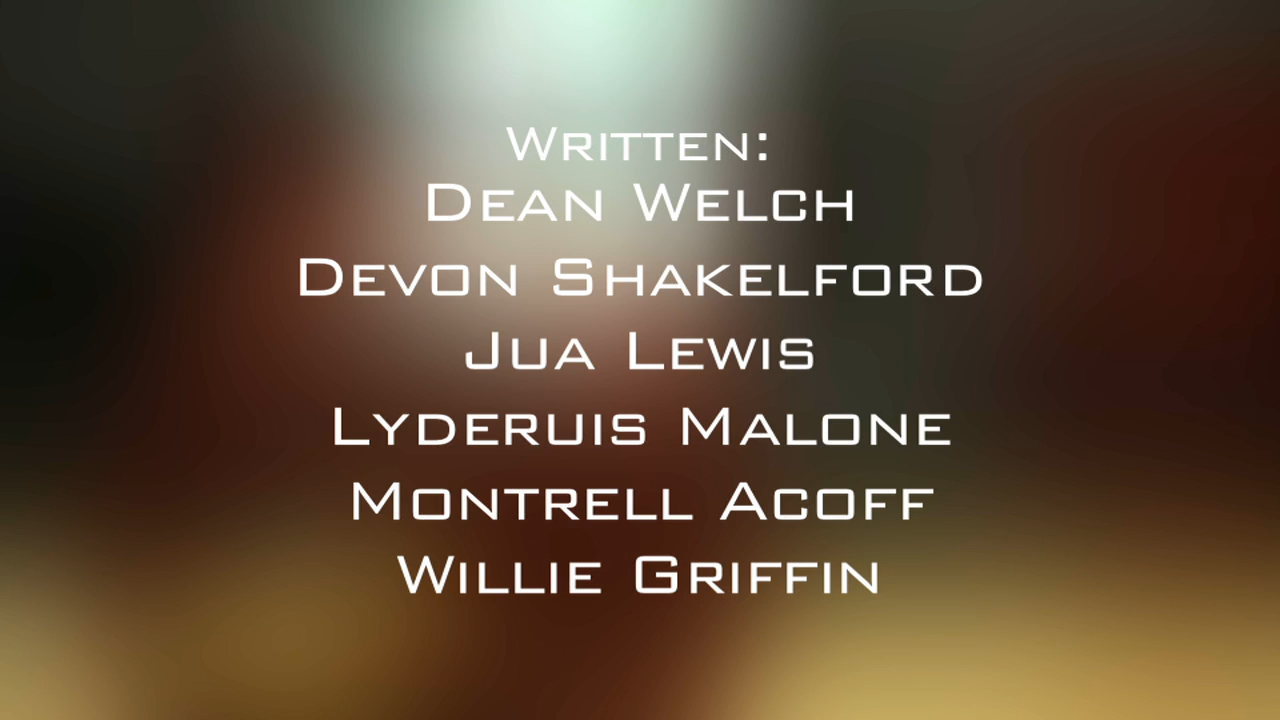 Written:
Dean Welch
Devon Shakelford
Jua Lewis
Lyderuis Malone
Montrell Acoff
Willie Griffin